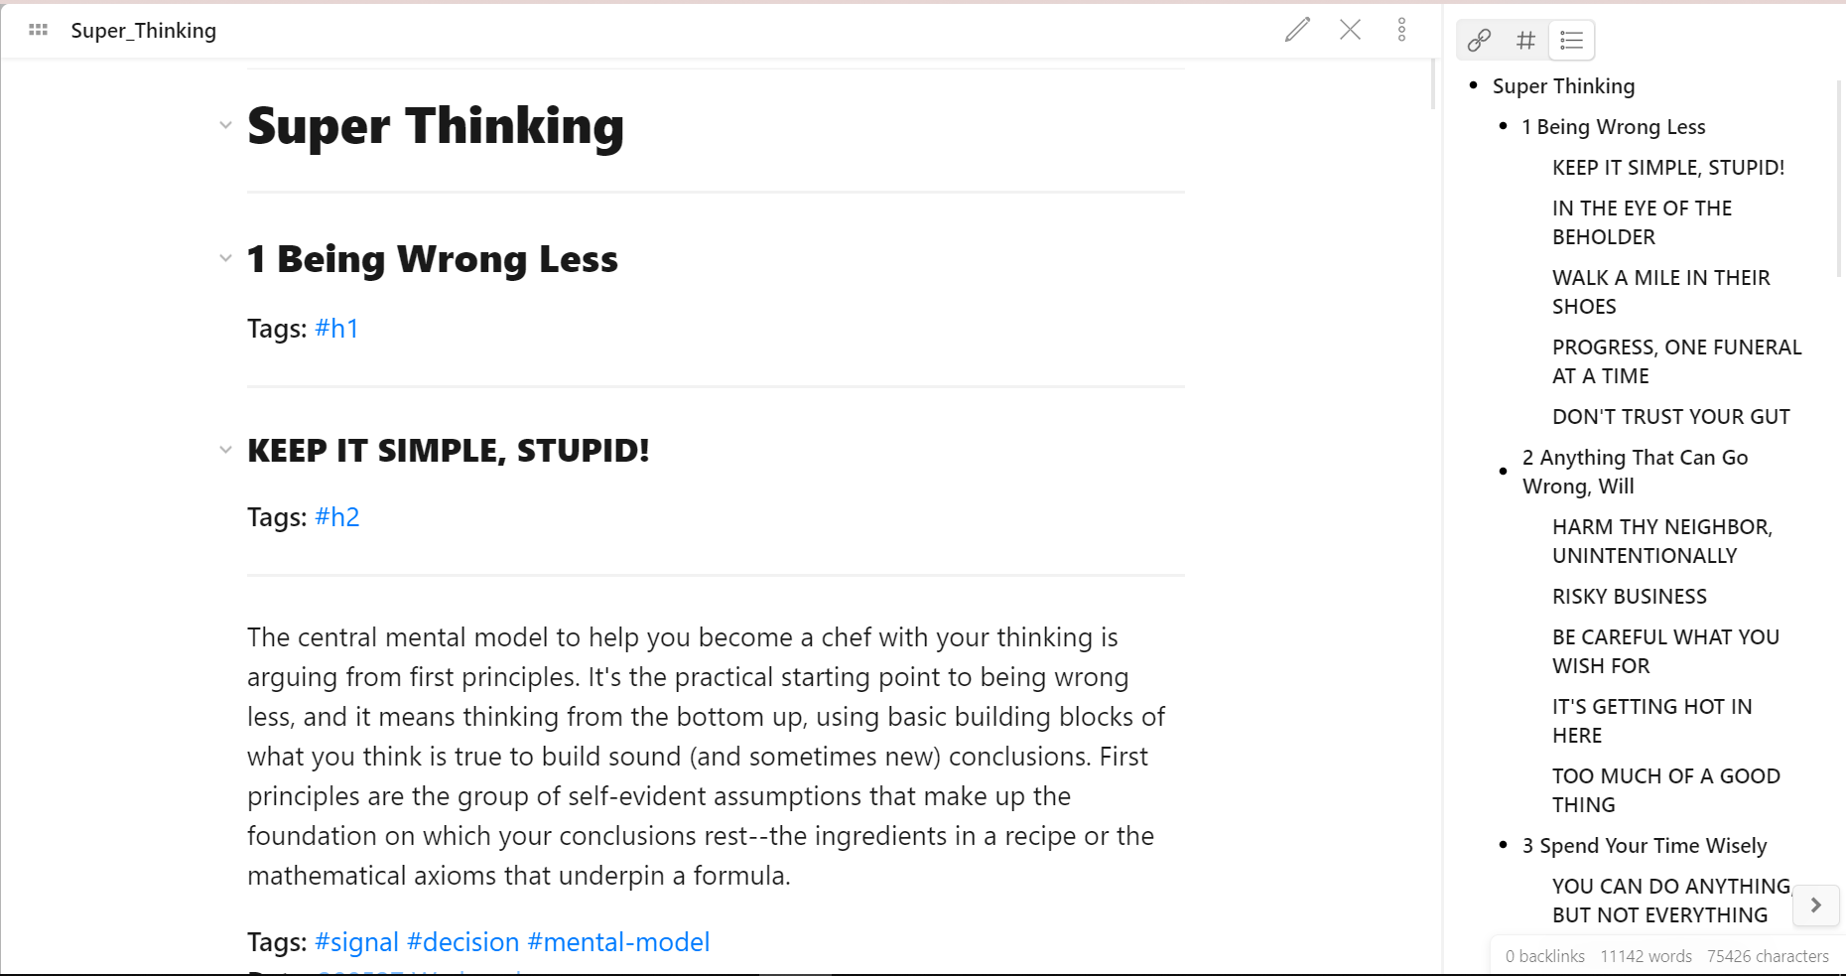 Super_Thinking
Super Thinking
1 Being Wrong Less
Tags: #h1
KEEP IT SIMPLE, STUPID!
Tags: #h2
The central mental model to help you become a chef with your thinking is
arguing from first principles. It's the practical starting point to being wrong
less, and it means thinking from the bottom up, using basic building blocks of
what you think is true to build sound (and sometimes new) conclusions. First
principles are the group of self-evident assumptions that make up the
foundation on which your conclusions rest--the ingredients in a recipe or the
mathematical axioms that underpin a formula.
Tags: #signal #decision #mental-model
Super Thinking
1 Being Wrong Less
KEEP IT SIMPLE, STUPID!
IN THE EYE OF THE
BEHOLDER
WALK A MILE IN THEIR
SHOES
PROGRESS, ONE FUNERAL
AT A TIME
DON'T TRUST YOUR GUT
2 Anything That Can Go
Wrong, Will
HARM THY NEIGHBOR,
UNINTENTIONALLY
RISKY BUSINESS
BE CAREFUL WHAT YOU
WISH FOR
IT'S GETTING HOT IN
HERE
TOO MUCH OF A GOOD
THING
3 Spend Your Time Wisely
YOU CAN DO ANYTHING,
BUT NOT EVERYTHING
0 backlinks 11142 words 75426 characters